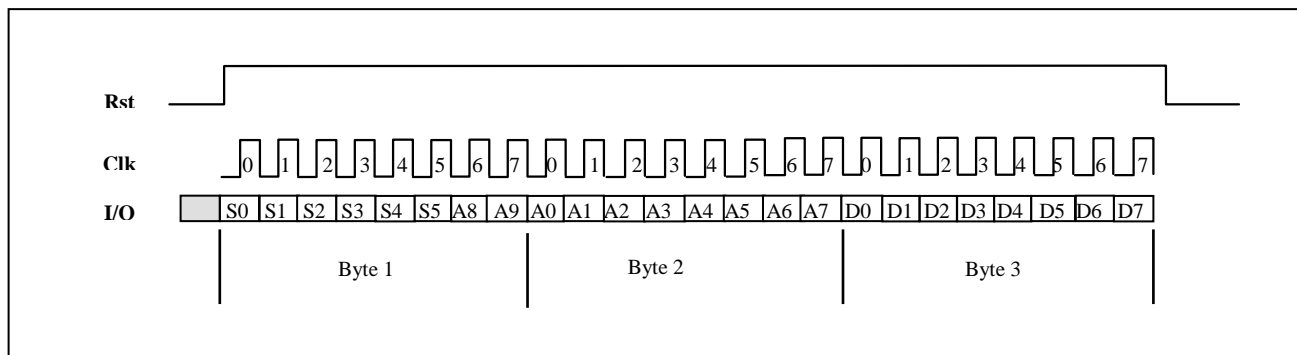 Rst
Clk 0 1 2 3 4 5 6 7 0 1 2 3 4 5 6 7 0 1 2 3 4 5 6 7
I/O S0 S1 S2 S3 S4 S5 A8 A9 A0 A1 A2 A3 A4 A5 A6 A7 D0 D1 D2 D3 D4 D5 D6 D7
Byte 1 Byte 2 Byte 3